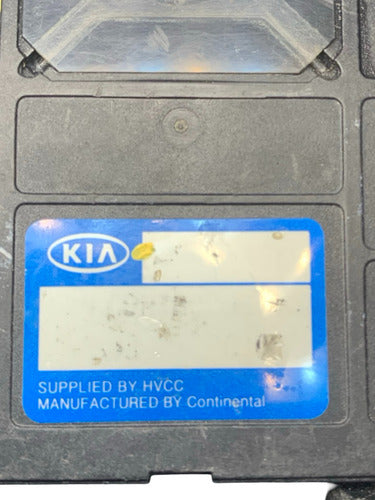 KIA
SUPPLIED BY HVCC
MANUFACTURED BY Continental